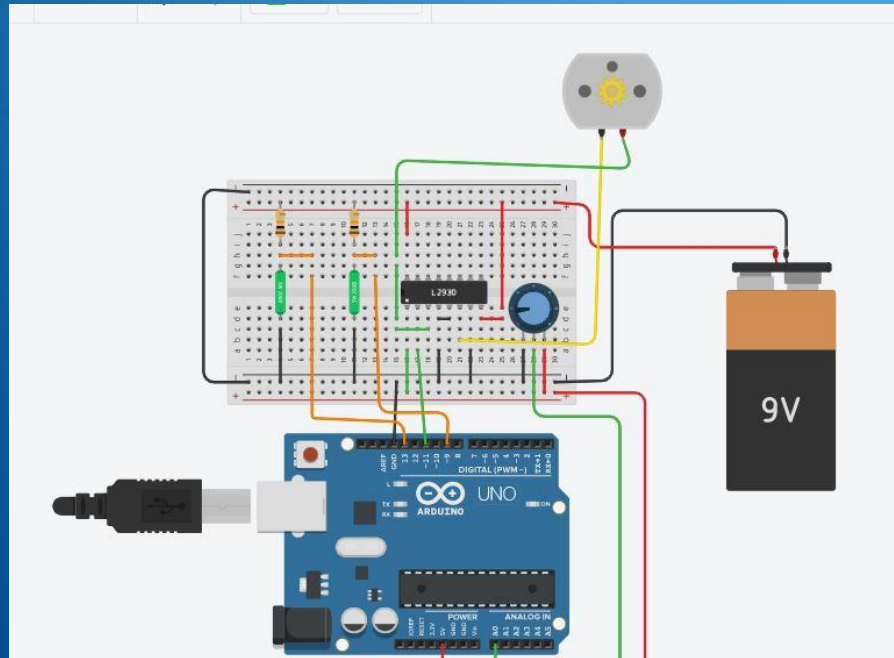 L293D
9V
AREF
GND
13
12
~11
~10
~9
8
7
~6
~5
4
~3
2
TX→1
RX←0
DIGITAL (PWM~)
L
TX
RX
UNO
ARDUINO
ON
POWER
ANALOG IN
IOREF
RESET
3.3V
5V
GND
GND
Vin
A0
A1
A2
A3
A4
A5